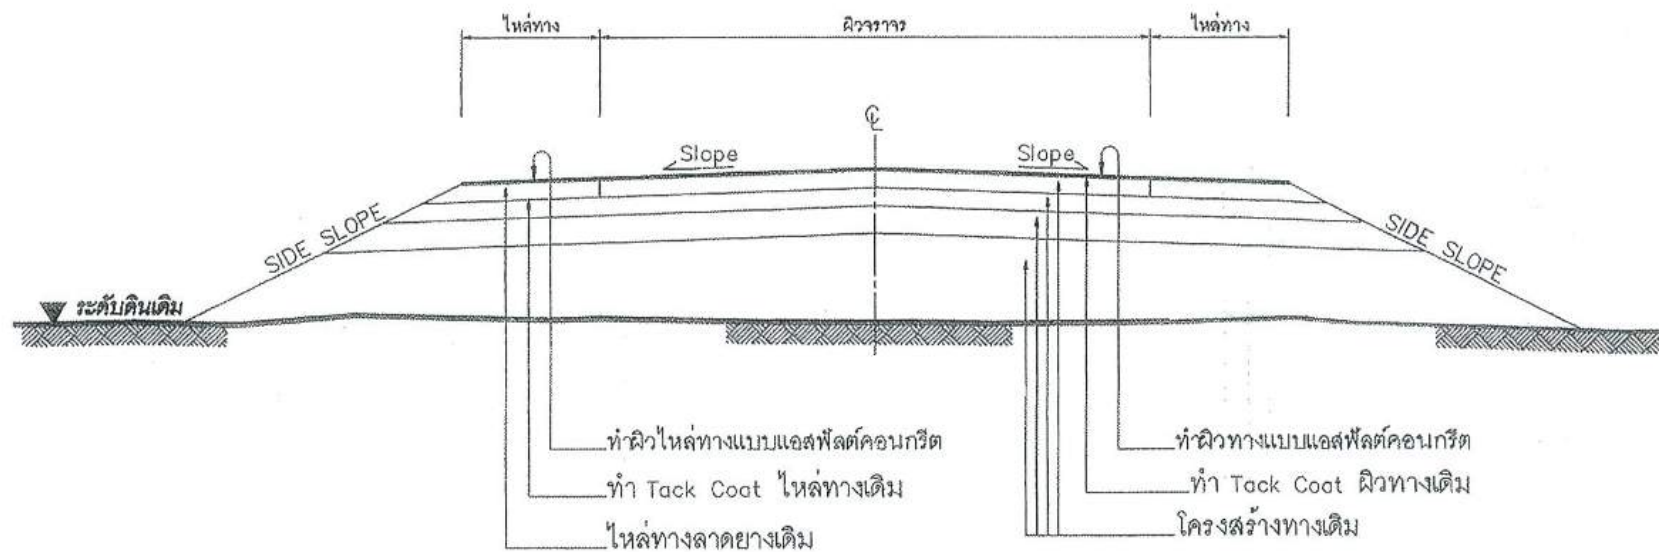 ไหล่ทาง ผิวจราจร ไหล่ทาง
℄
Slope Slope
SIDE SLOPE SIDE SLOPE
ระดับดินเดิม
ทำผิวไหล่ทางแบบแอสฟัลต์คอนกรีต ทำผิวทางแบบแอสฟัลต์คอนกรีต
ทำ Tack Coat ไหล่ทางเดิม ทำ Tack Coat ผิวทางเดิม
ไหล่ทางลาดยางเดิม โครงสร้างทางเดิม